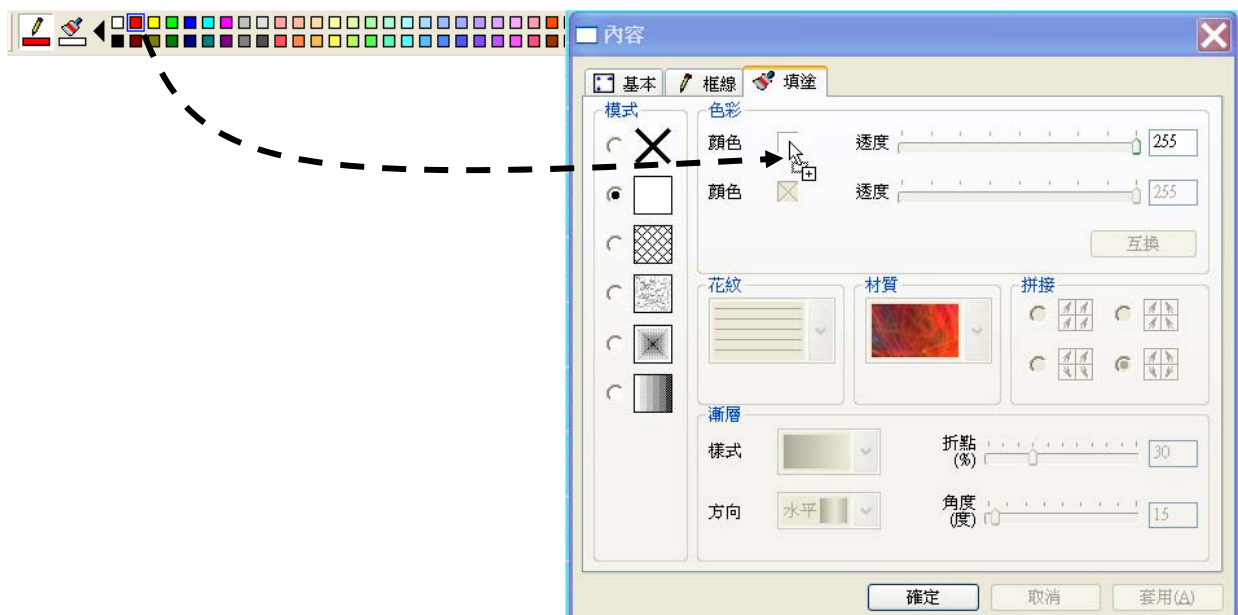 內容
基本 框線 填塗
模式
色彩
顏色 透度 255
顏色 透度 255
互換
花紋 材質 拼接
漸層
樣式 折點 (%) 30
方向 水平 角度 (度) 15
確定 取消 套用(A)